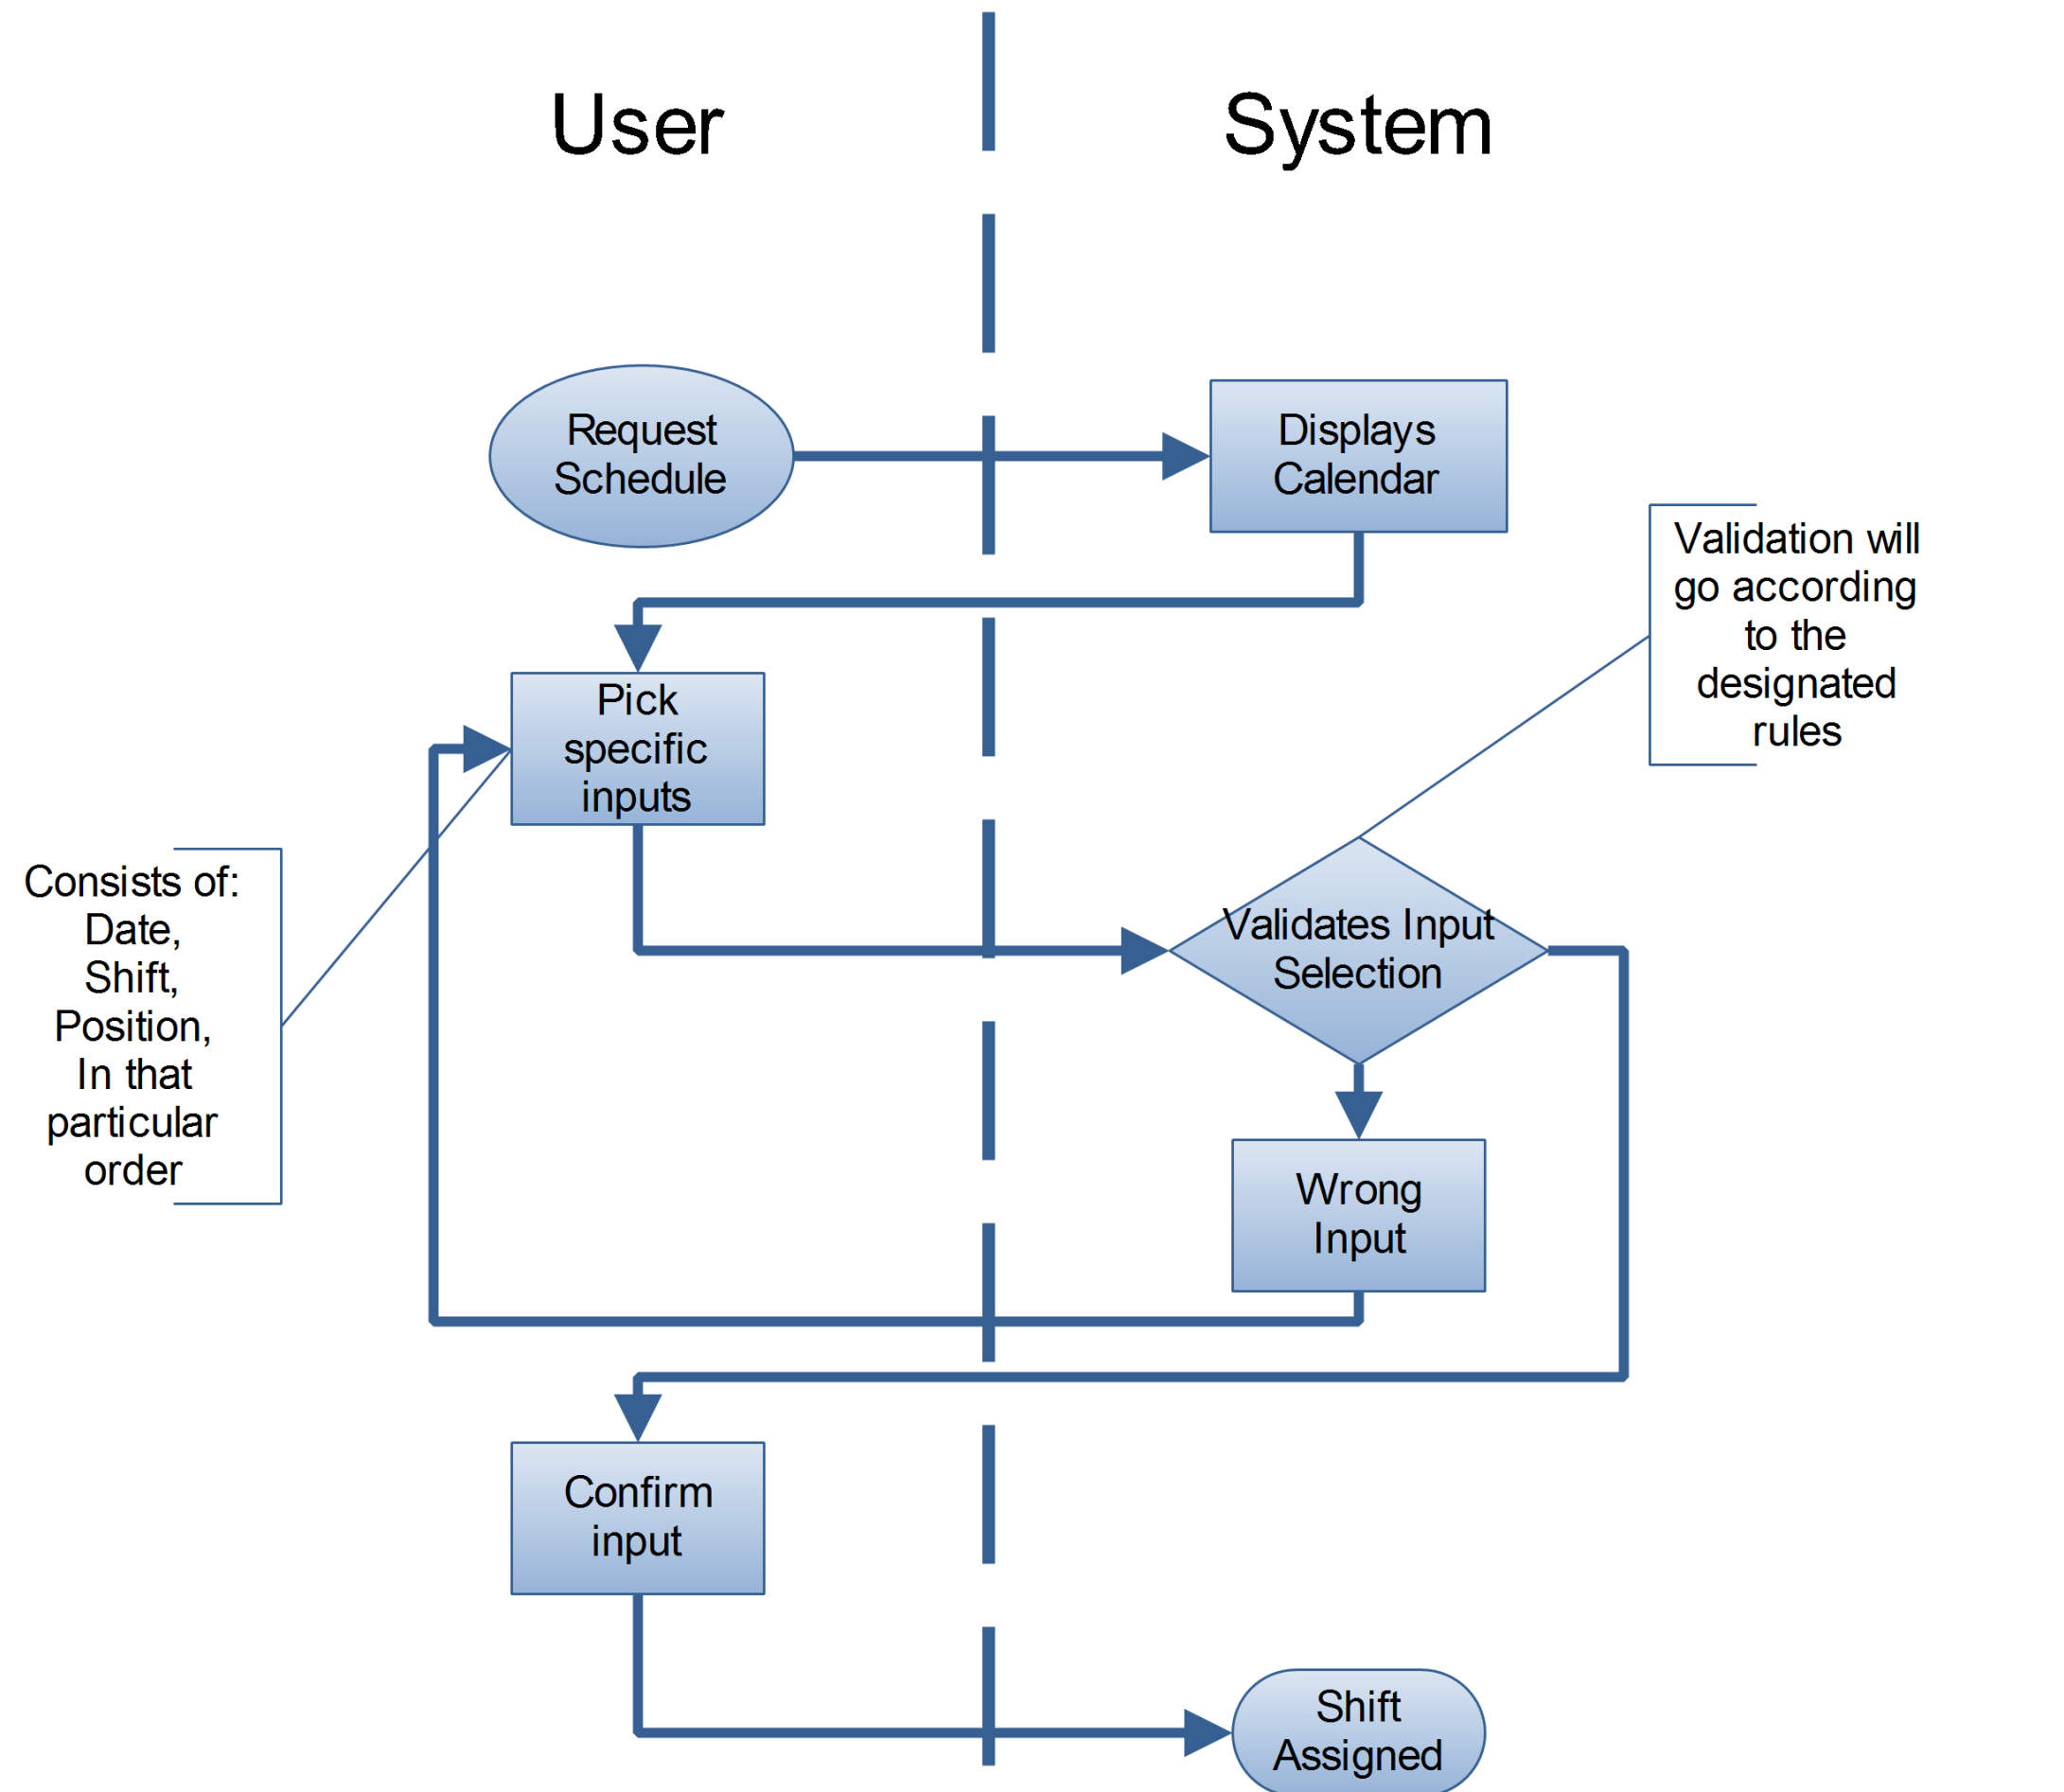 User
System
Request
Schedule
Displays
Calendar
Validation will
go according
to the
designated
rules
Pick
specific
inputs
Consists of:
Date,
Shift,
Position,
In that
particular
order
Validates Input
Selection
Wrong
Input
Confirm
input
Shift
Assigned